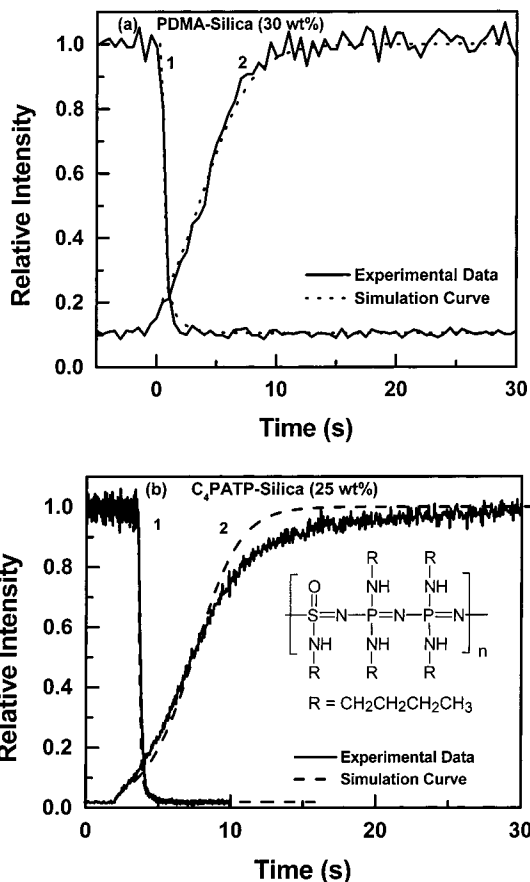 (a) PDMA-Silica (30 wt%)
1.0
1
2
0.8
0.6
0.4
Experimental Data
Simulation Curve
0.2
0.0
0
10
20
30
Relative Intensity
Time (s)
(b) C₄PATP-Silica (25 wt%)
1.0
1
2
0.8
R R R
O NH NH
S=N—P=N—P=N
NH NH NH
R R R
n
0.6
R = CH2CH2CH2CH3
0.4
Experimental Data
Simulation Curve
0.2
0.0
0
10
20
30
Relative Intensity
Time (s)